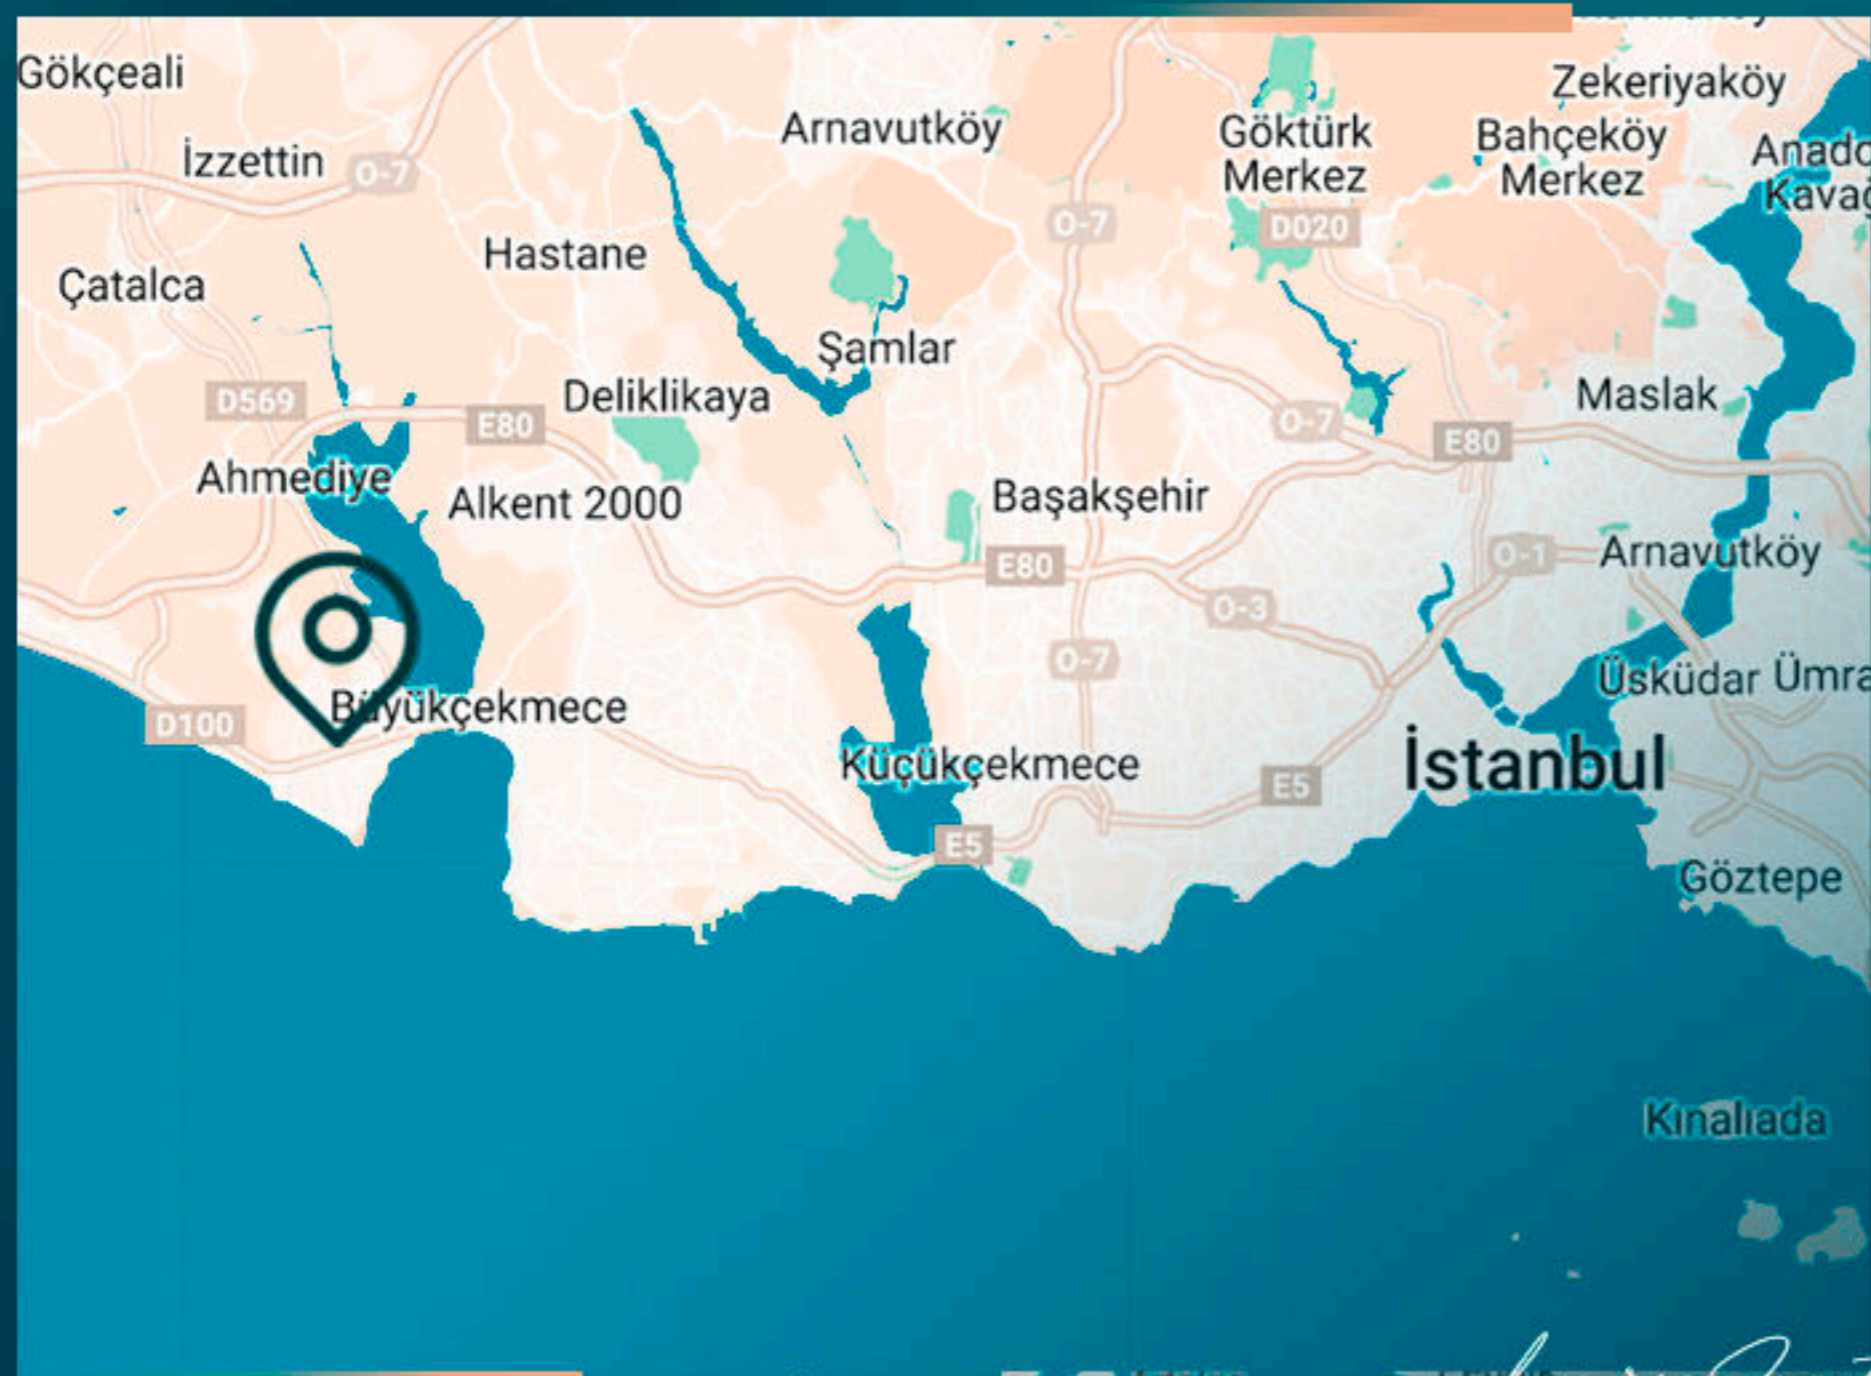 Gökçeali
Zekeriyaköy
Arnavutköy
Göktürk
Merkez
Bahçeköy
Merkez
İzzettin
O-7
O-7
D020
Hastane
Çatalca
Şamlar
D569
E80
Deliklikaya
Maslak
O-7
E80
Ahmediye
Alkent 2000
Başakşehir
E80
O-1
Arnavutköy
O-3
O-7
Üsküdar
Büyükçekmece
D100
Küçükçekmece
İstanbul
E5
E5
Göztepe
Kınalıada